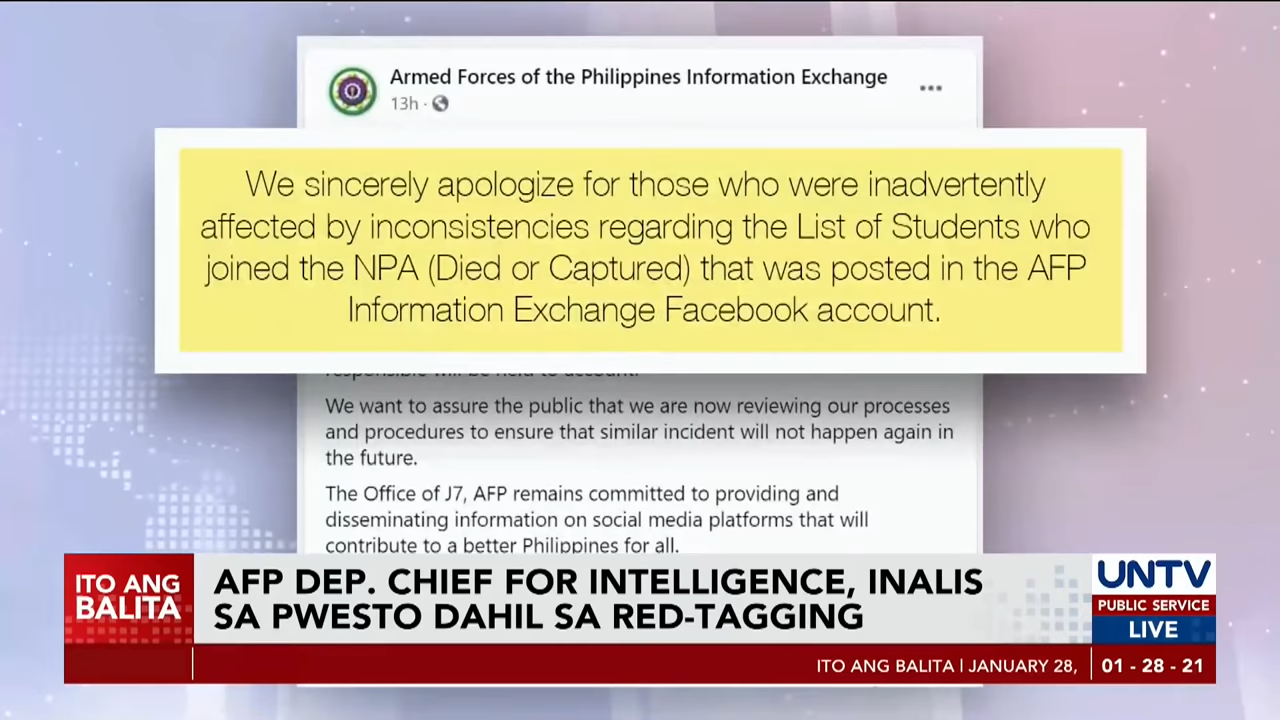 Armed Forces of the Philippines Information Exchange
13h ·
We sincerely apologize for those who were inadvertently
affected by inconsistencies regarding the List of Students who
joined the NPA (Died or Captured) that was posted in the AFP
Information Exchange Facebook account.
responsible will be held to account.
We want to assure the public that we are now reviewing our processes
and procedures to ensure that similar incident will not happen again in
the future.
The Office of J7, AFP remains committed to providing and
disseminating information on social media platforms that will
contribute to a better Philippines for all.
ITO ANG
BALITA
AFP DEP. CHIEF FOR INTELLIGENCE, INALIS
SA PWESTO DAHIL SA RED-TAGGING
UNTV
PUBLIC SERVICE
LIVE
ITO ANG BALITA | JANUARY 28,
01 - 28 - 21